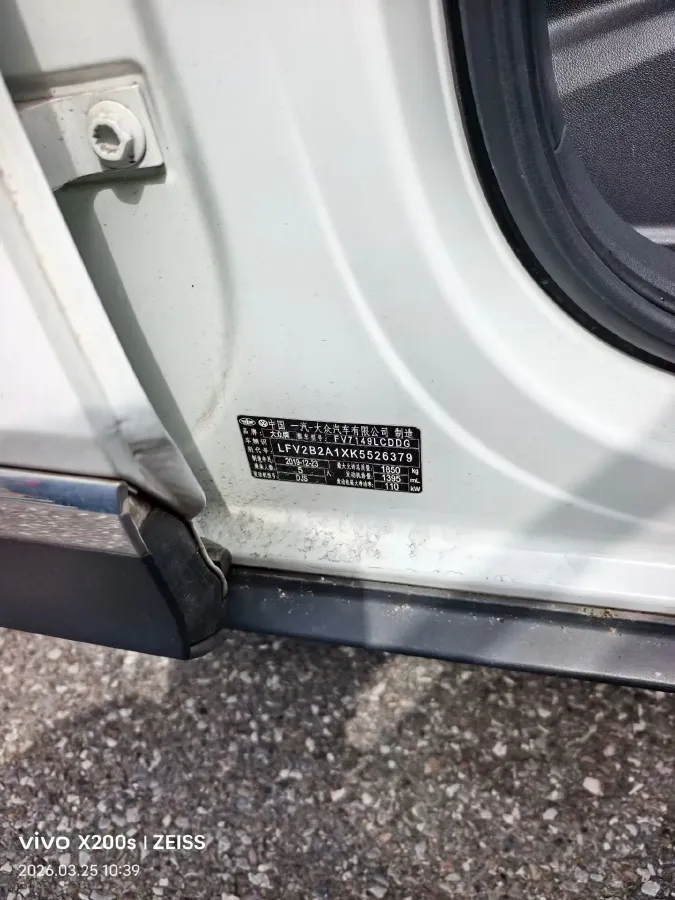 中国 一汽-大众汽车有限公司 制造
品牌: 大众牌 整车型号: FV7149LCDDG
车辆识别代号: LFV2B2A1XK5526379
2019-12-23 最大允许总质量: 1850 kg
乘坐人数: 5 人 发动机排量: 1395 mL
发动机型号: DJS 发动机最大净功率: 110 kW
vivo X200s | ZEISS
2026.03.25 10:39